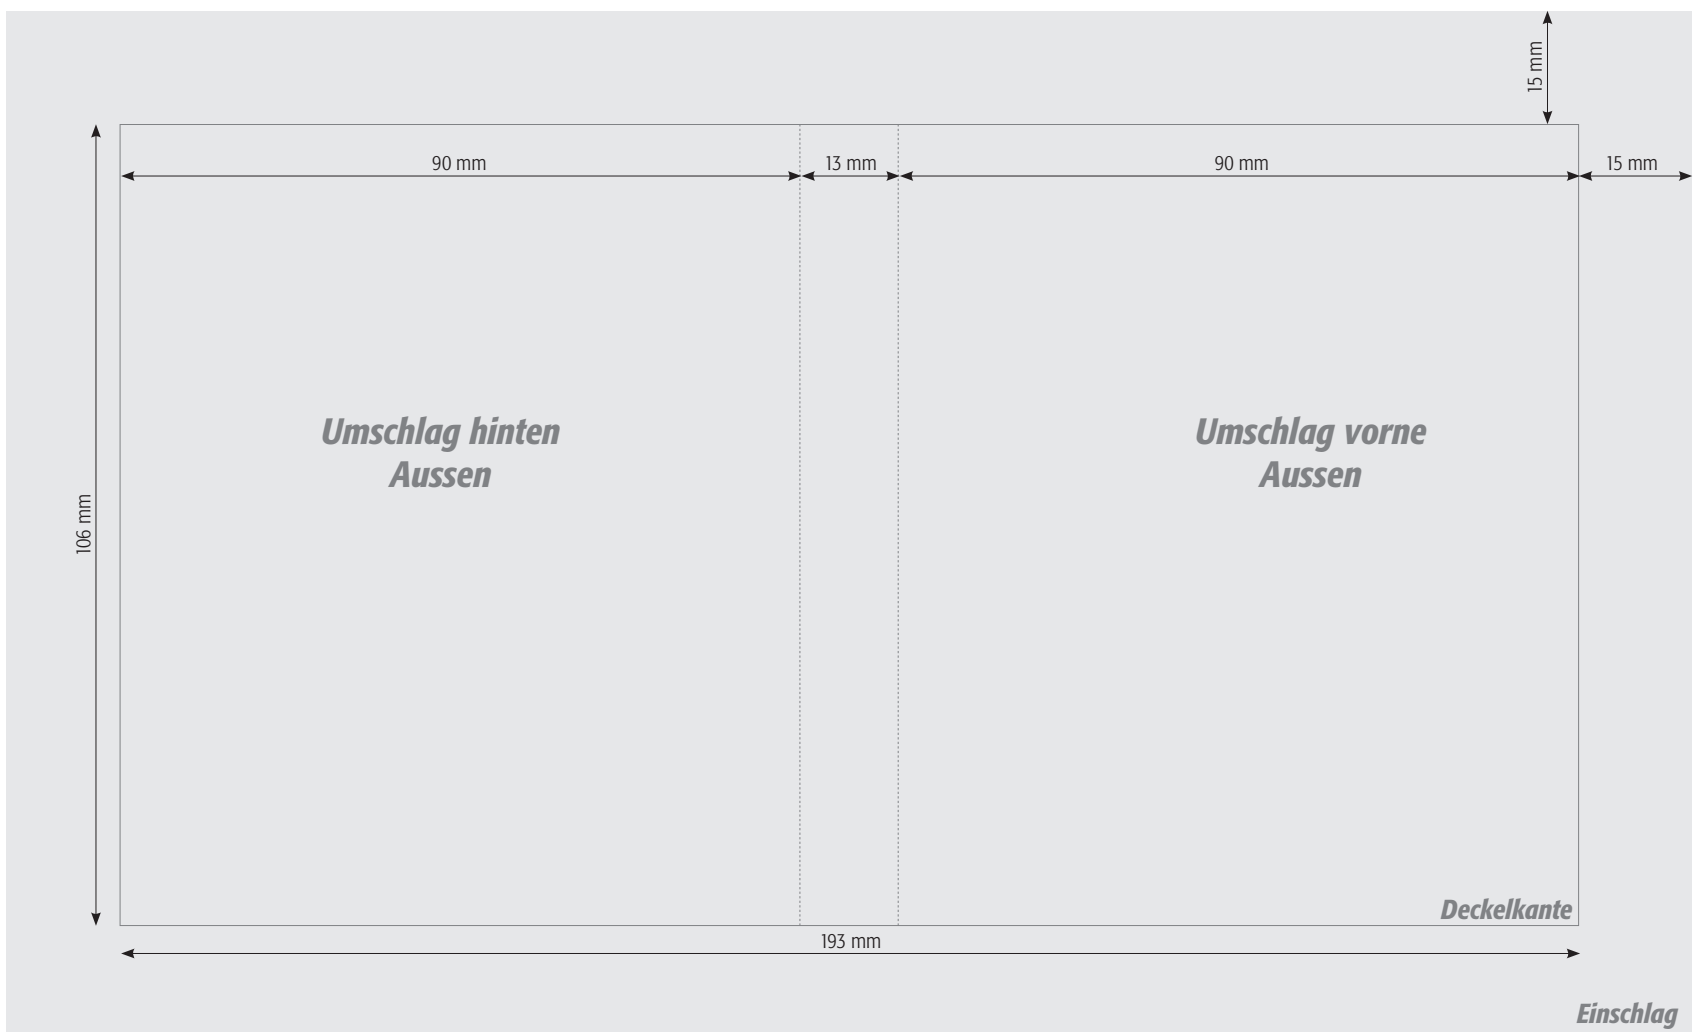 15 mm
90 mm
13 mm
90 mm
15 mm
Umschlag hinten
Aussen
Umschlag vorne
Aussen
106 mm
Deckelkante
193 mm
Einschlag